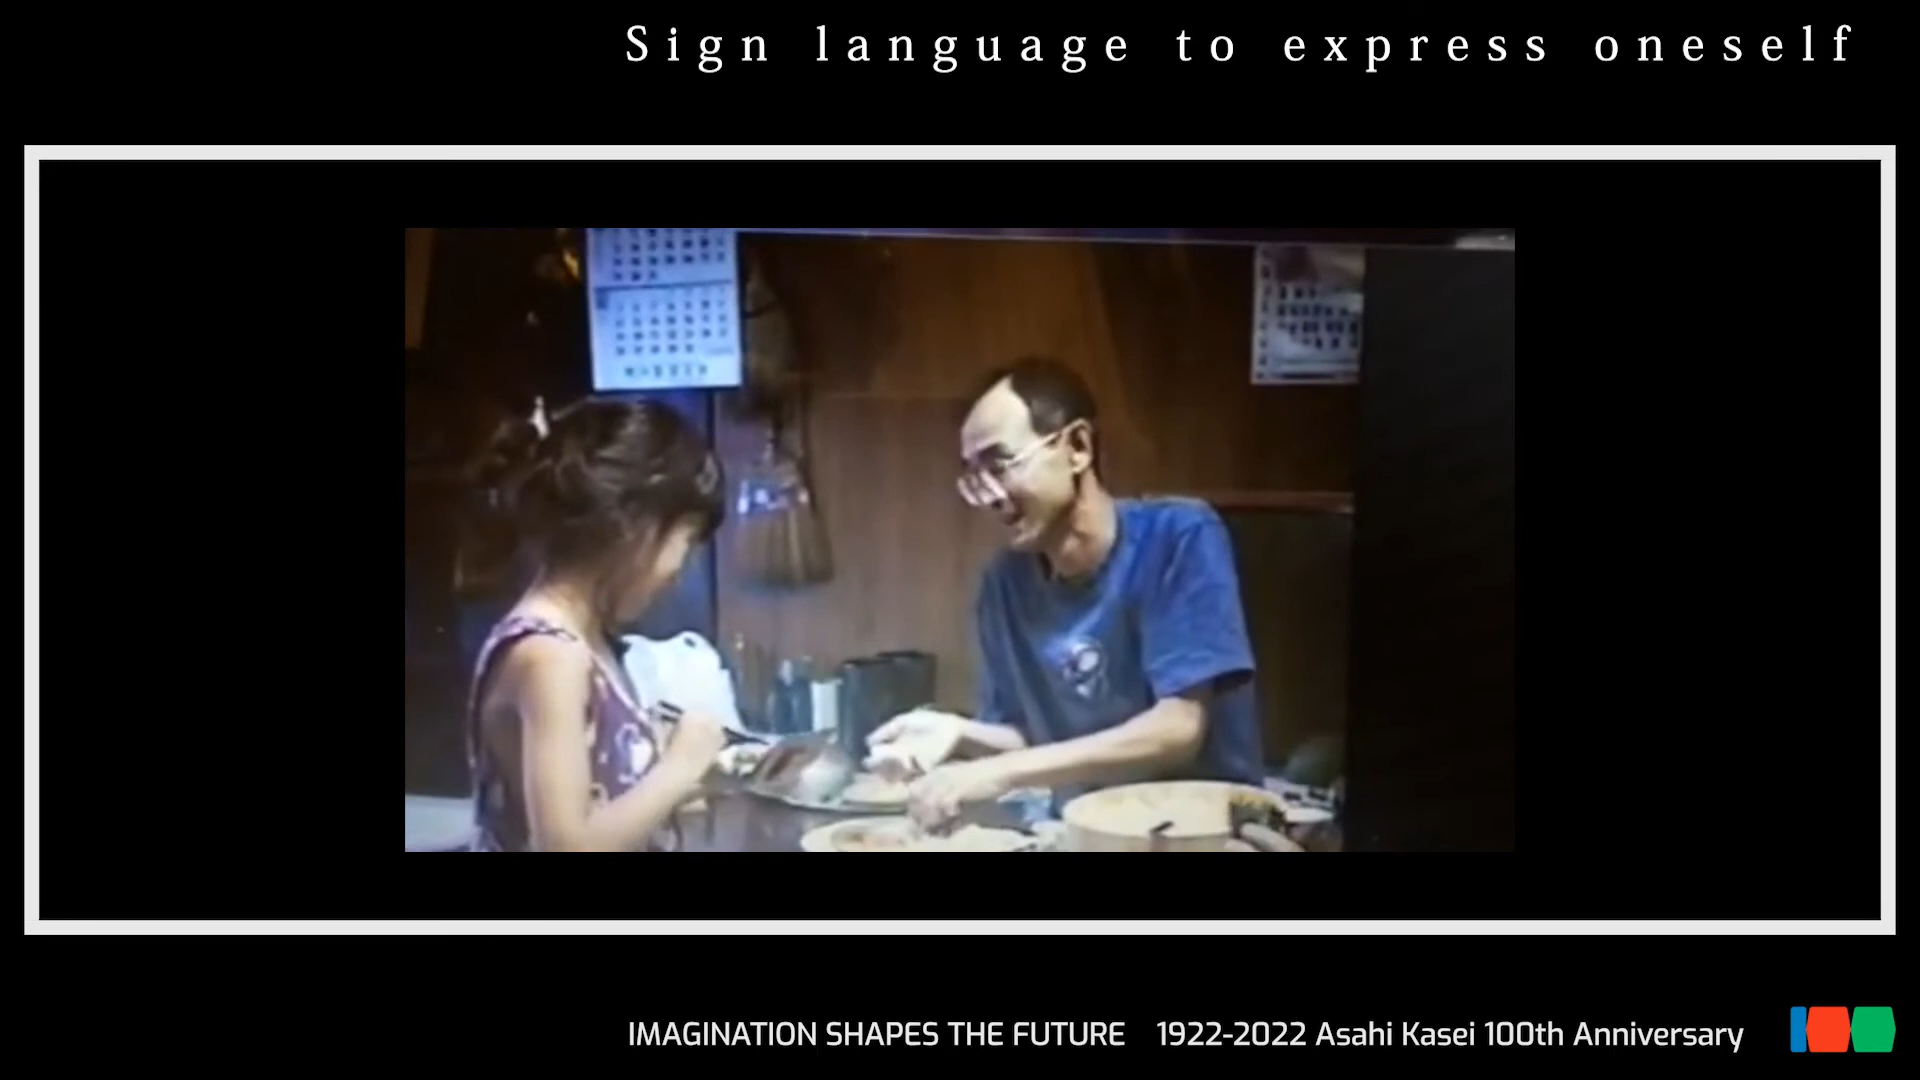 Sign language to express oneself
IMAGINATION SHAPES THE FUTURE 1922-2022 Asahi Kasei 100th Anniversary